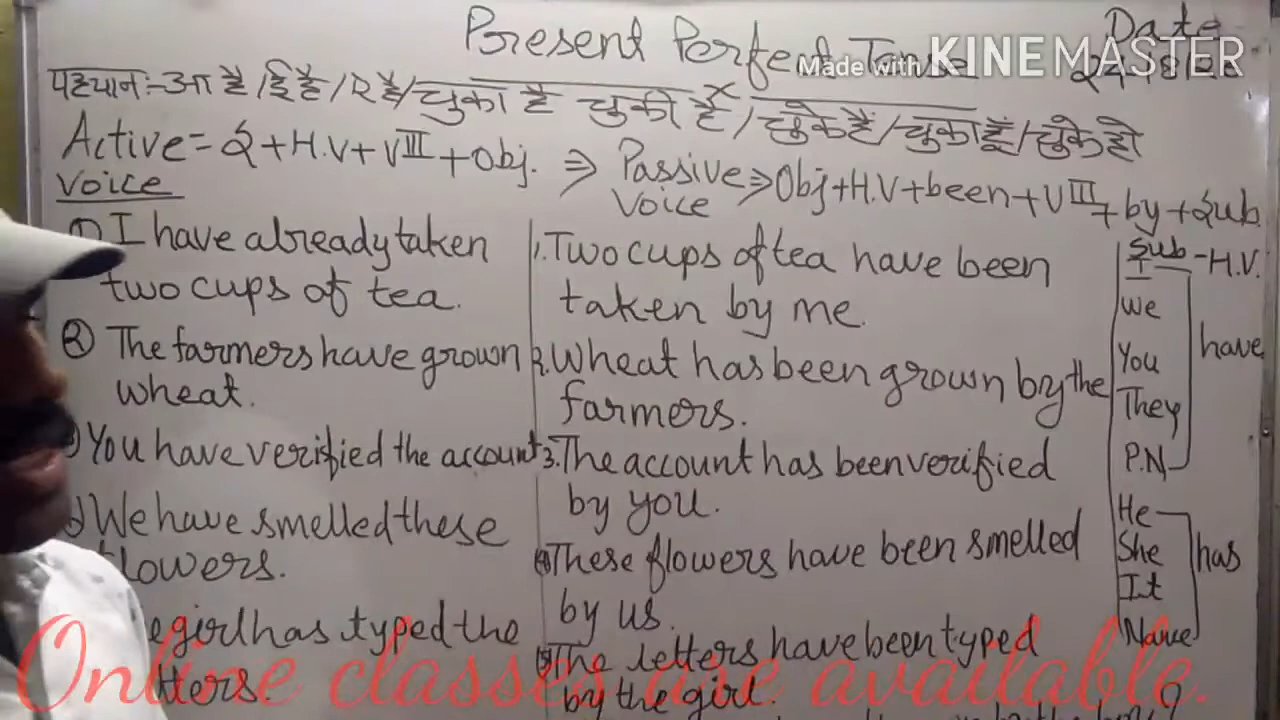 Present Perfect Tense
Made with KINEMASTER
Date
पहचान:- आ है /ई है /ए है/ चुका है चुकी है / चुके हैं / चुका हूँ / चुके हो
Active = S + H.V + VIII + Obj. ⇒ Passive ⇒ Obj + H.V + been + VIII + by + Sub.
Voice Voice
① I have already taken
two cups of tea.
② The farmers have grown
wheat.
You have verified the account
We have smelled these
flowers.
girl has typed the
tters
1. Two cups of tea have been
taken by me.
2. Wheat has been grown by the
farmers.
3. The account has been verified
by you.
④ These flowers have been smelled
by us.
⑤ The letters have been typed
by the girl.
Sub - H.V.
I
We
You
They
P.N
have
He
She
It
Name
has
Online classes are available.